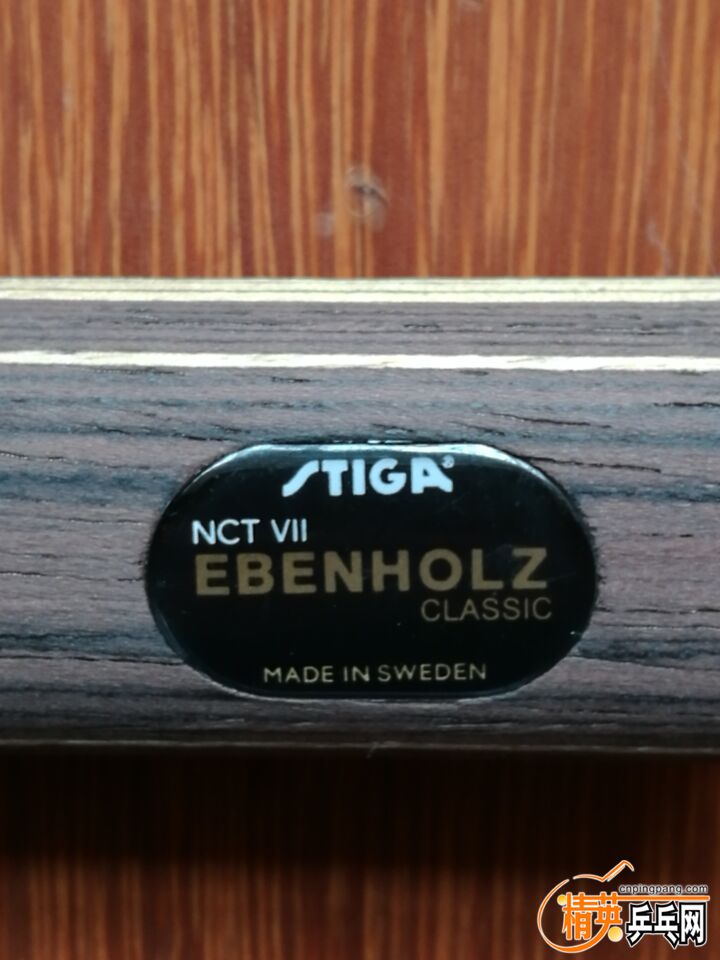 STIGA®
NCT VII
EBENHOLZ
CLASSIC
MADE IN SWEDEN
cnpingpang.com
精英乒乓网